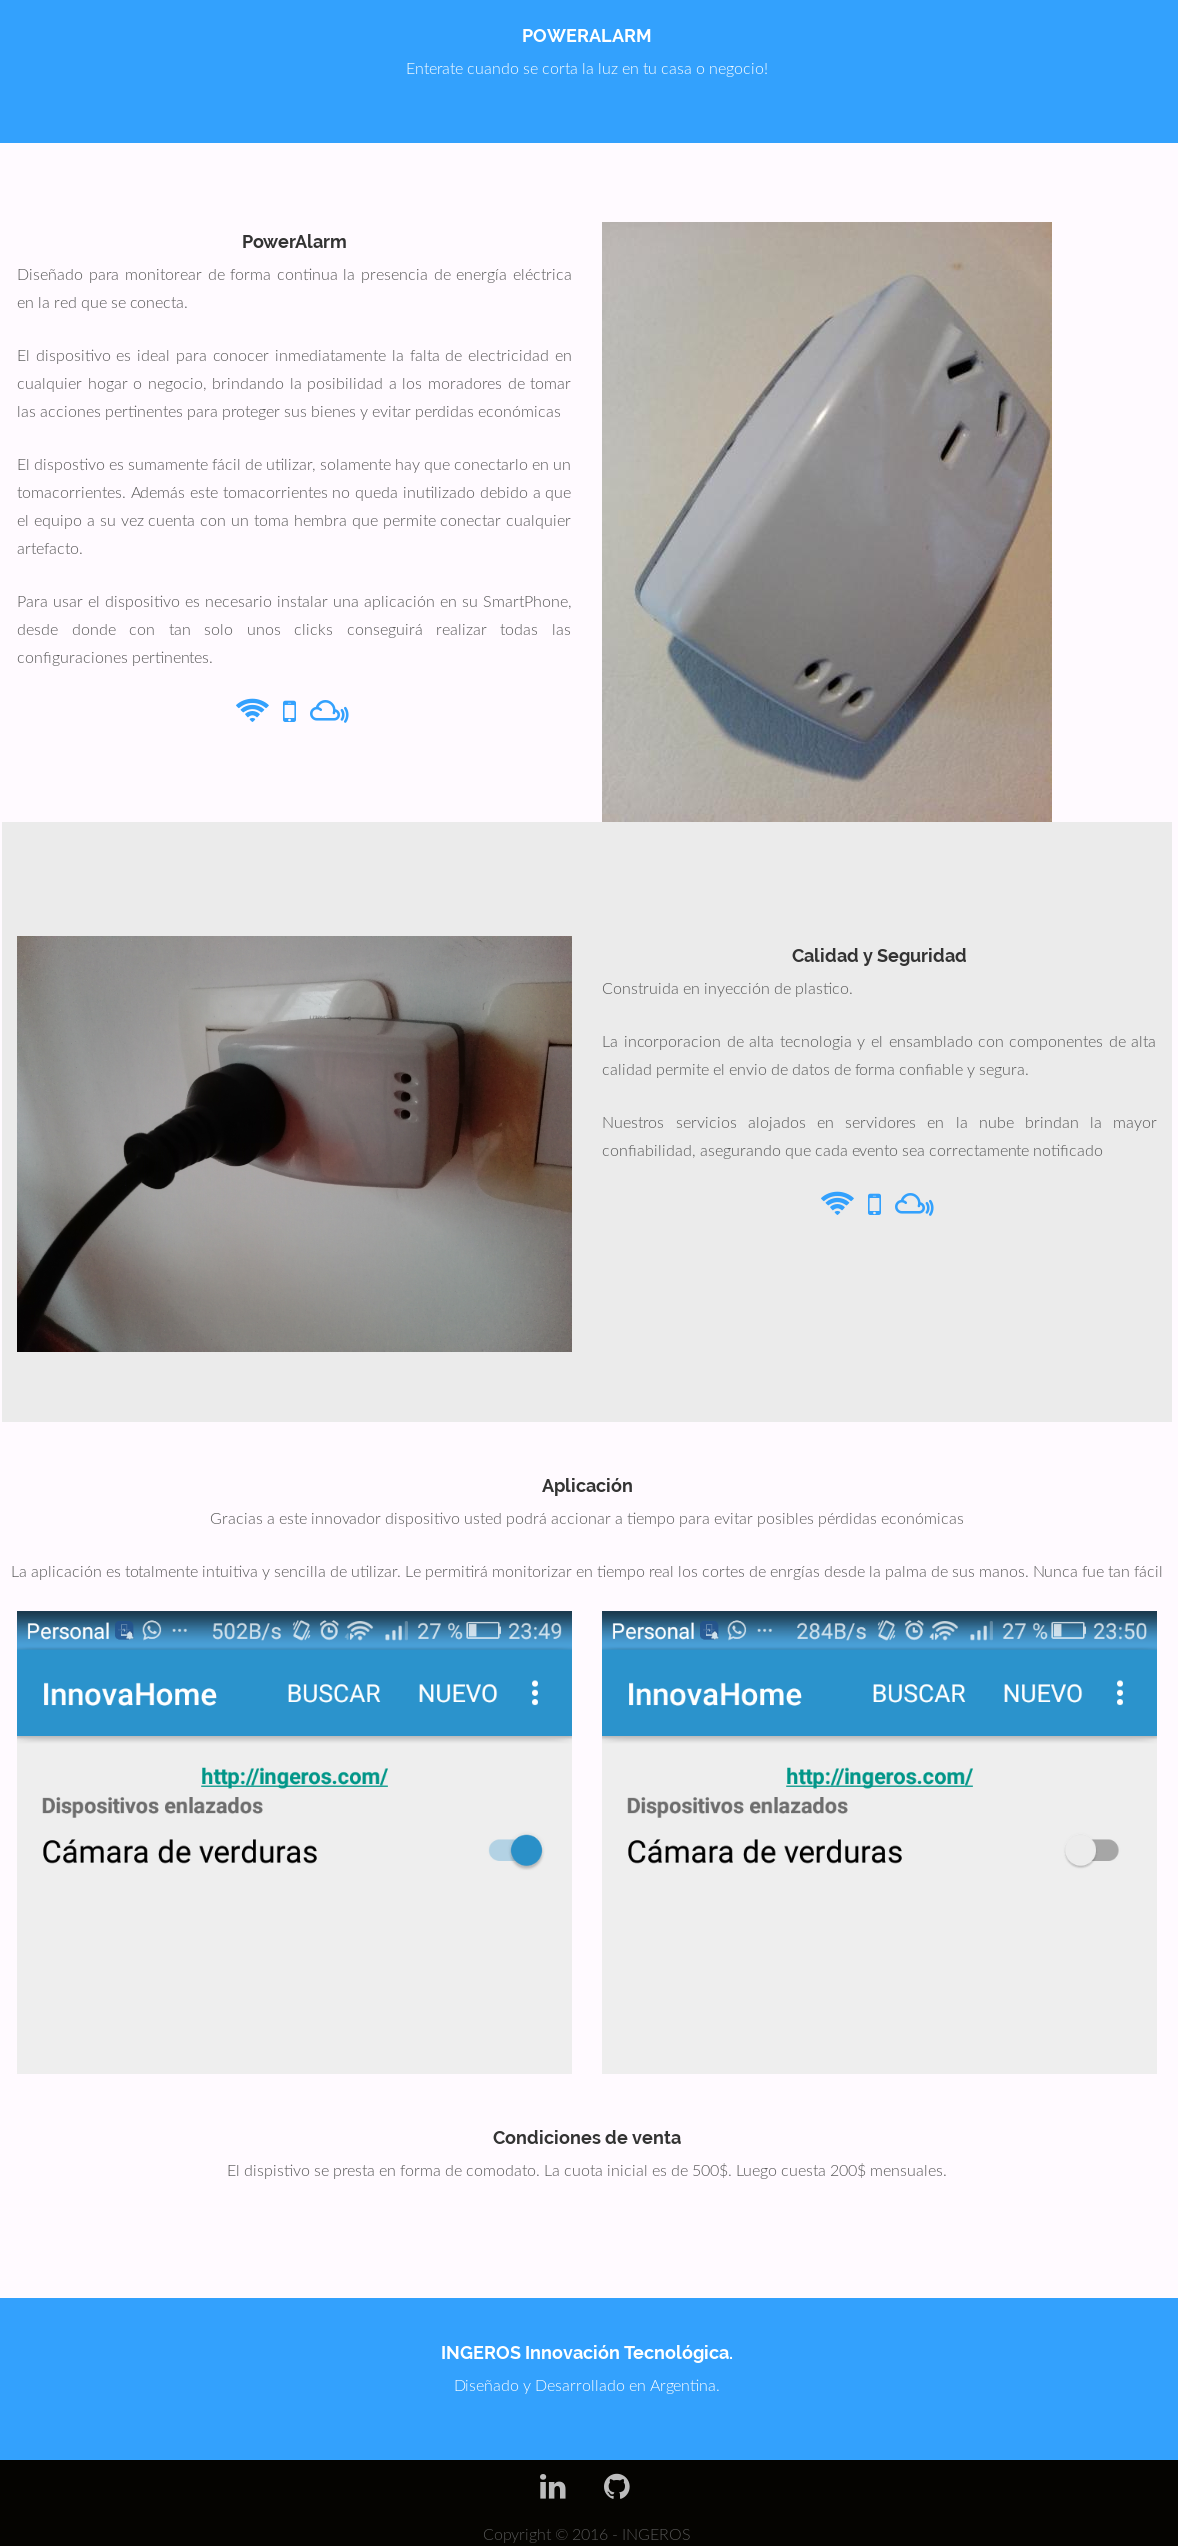 POWERALARM
Enterate cuando se corta la luz en tu casa o negocio!
PowerAlarm
Diseñado para monitorear de forma continua la presencia de energía eléctrica
en la red que se conecta.
El dispositivo es ideal para conocer inmediatamente la falta de electricidad en
cualquier hogar o negocio, brindando la posibilidad a los moradores de tomar
las acciones pertinentes para proteger sus bienes y evitar perdidas económicas
El dispostivo es sumamente fácil de utilizar, solamente hay que conectarlo en un
tomacorrientes. Además este tomacorrientes no queda inutilizado debido a que
el equipo a su vez cuenta con un toma hembra que permite conectar cualquier
artefacto.
Para usar el dispositivo es necesario instalar una aplicación en su SmartPhone,
desde donde con tan solo unos clicks conseguirá realizar todas las
configuraciones pertinentes.
Calidad y Seguridad
Construida en inyección de plastico.
La incorporacion de alta tecnologia y el ensamblado con componentes de alta
calidad permite el envio de datos de forma confiable y segura.
Nuestros servicios alojados en servidores en la nube brindan la mayor
confiabilidad, asegurando que cada evento sea correctamente notificado
Aplicación
Gracias a este innovador dispositivo usted podrá accionar a tiempo para evitar posibles pérdidas económicas
La aplicación es totalmente intuitiva y sencilla de utilizar. Le permitirá monitorizar en tiempo real los cortes de enrgías desde la palma de sus manos. Nunca fue tan fácil
Personal ... 502B/s 27 % 23:49
InnovaHome BUSCAR NUEVO
http://ingeros.com/
Dispositivos enlazados
Cámara de verduras
Personal ... 284B/s 27 % 23:50
InnovaHome BUSCAR NUEVO
http://ingeros.com/
Dispositivos enlazados
Cámara de verduras
Condiciones de venta
El dispistivo se presta en forma de comodato. La cuota inicial es de 500$. Luego cuesta 200$ mensuales.
INGEROS Innovación Tecnológica.
Diseñado y Desarrollado en Argentina.
in
Copyright © 2016 - INGEROS